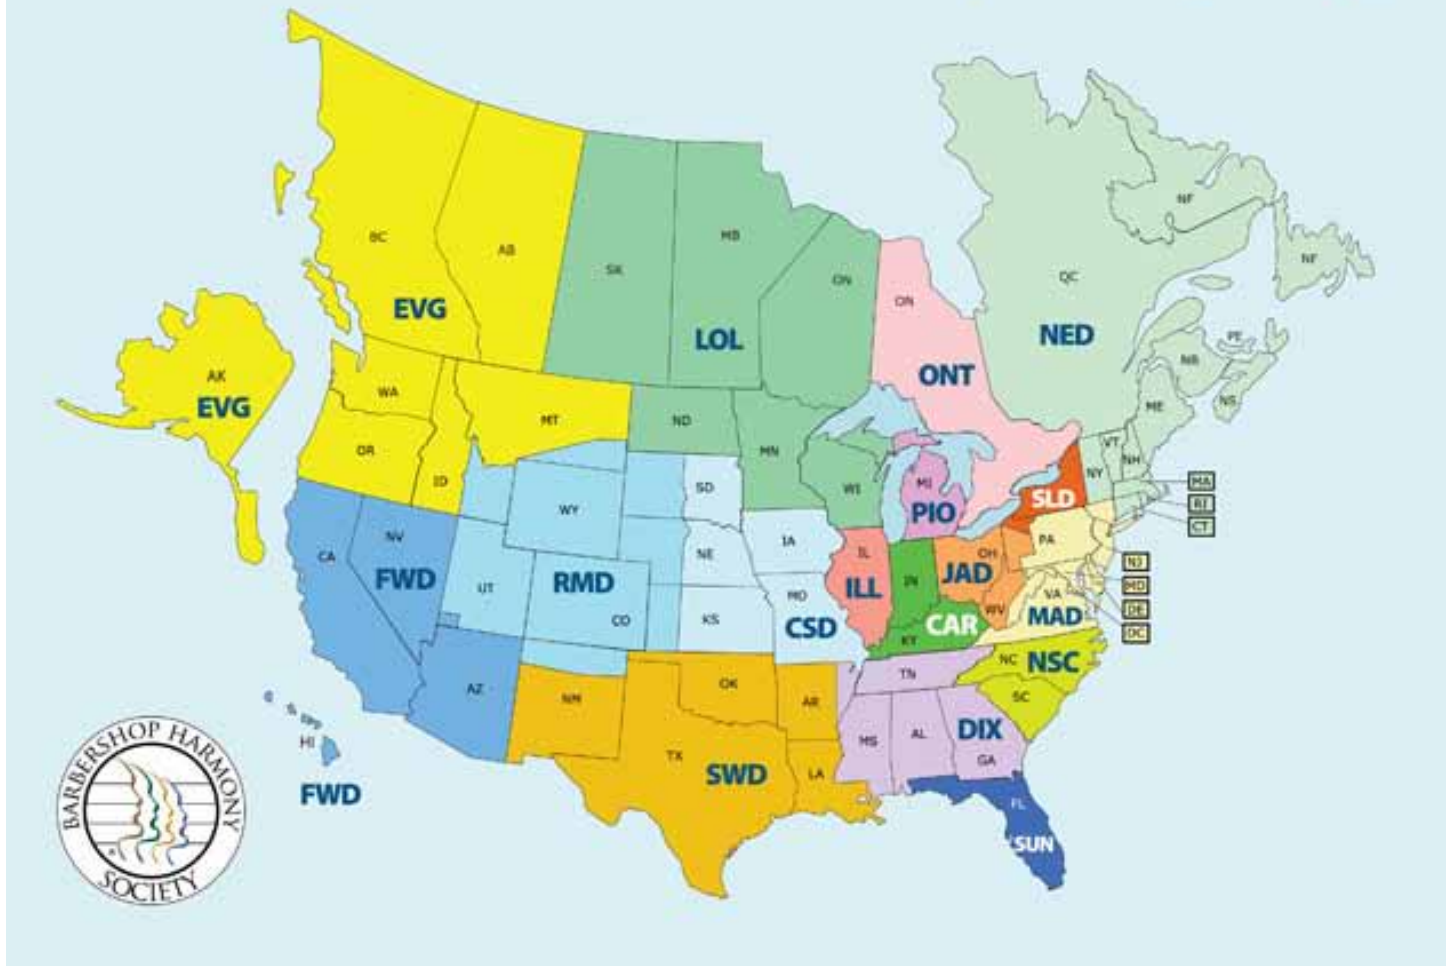 BC
AB
SK
MB
ON
ON
QC
NF
NF
EVG
LOL
ONT
NED
NB
PE
NS
ME
AK
EVG
WA
OR
ID
MT
ND
MN
WI
MI
PIO
SLD
NY
VT
NH
MA
RI
CT
SD
WY
NE
IA
CA
NV
FWD
UT
RMD
CO
KS
MO
CSD
IL
ILL
IN
OH
JAD
PA
WV
VA
MAD
NJ
MD
DE
DC
KY
CAR
NC
NSC
SC
TN
AZ
NM
OK
AR
TX
SWD
LA
MS
AL
DIX
GA
FL
SUN
HI
FWD
BARBERSHOP HARMONY
SOCIETY